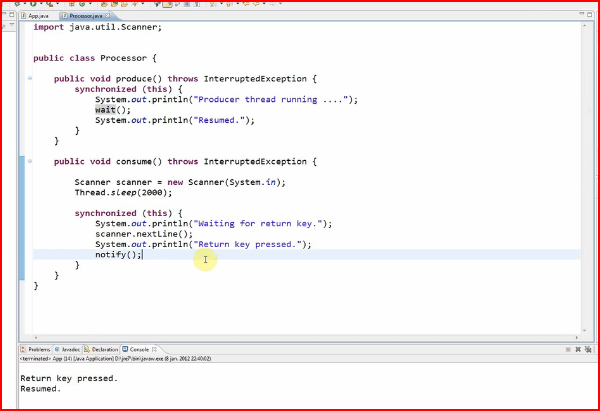 App.java Processor.java
import java.util.Scanner;
public class Processor {
public void produce() throws InterruptedException {
synchronized (this) {
System.out.println("Producer thread running ....");
wait();
System.out.println("Resumed.");
}
}
public void consume() throws InterruptedException {
Scanner scanner = new Scanner(System.in);
Thread.sleep(2000);
synchronized (this) {
System.out.println("Waiting for return key.");
scanner.nextLine();
System.out.println("Return key pressed.");
notify();
}
}
}
Problems Javadoc Declaration Console
<terminated> App (14) [Java Application] D:\jre7\bin\javaw.exe (8 jan. 2012 22:40:02)
Return key pressed.
Resumed.